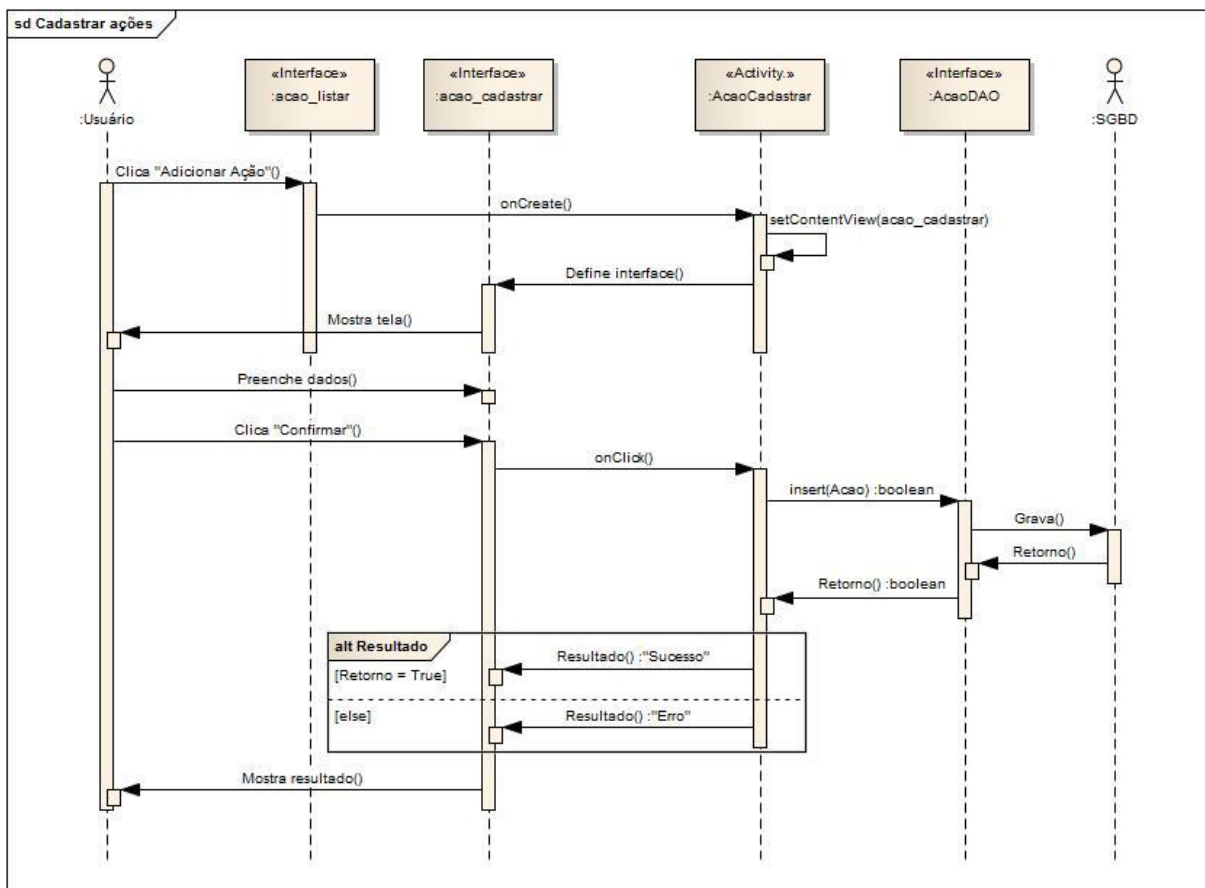 sd Cadastrar ações
:Usuário
«Interface»
:acao_listar
«Interface»
:acao_cadastrar
«Activity.»
:AcaoCadastrar
«Interface»
:AcaoDAO
:SGBD
Clica "Adicionar Ação"()
onCreate()
setContentView(acao_cadastrar)
Define interface()
Mostra tela()
Preenche dados()
Clica "Confirmar"()
onClick()
insert(Acao) :boolean
Grava()
Retorno()
Retorno() :boolean
alt Resultado
Resultado() :"Sucesso"
[Retorno = True]
[else]
Resultado() :"Erro"
Mostra resultado()